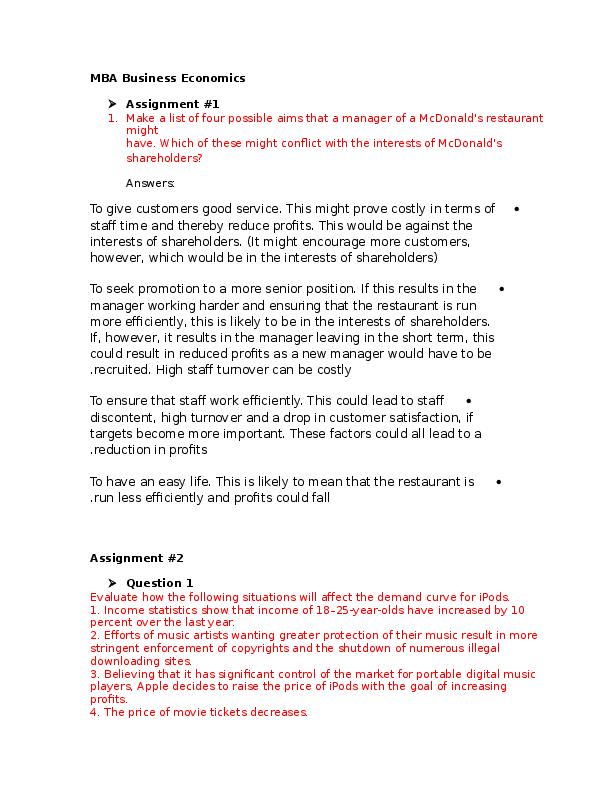 MBA Business Economics
➢ Assignment #1
1. Make a list of four possible aims that a manager of a McDonald's restaurant
might
have. Which of these might conflict with the interests of McDonald's
shareholders?
Answers:
To give customers good service. This might prove costly in terms of •
staff time and thereby reduce profits. This would be against the
interests of shareholders. (It might encourage more customers,
however, which would be in the interests of shareholders)
To seek promotion to a more senior position. If this results in the •
manager working harder and ensuring that the restaurant is run
more efficiently, this is likely to be in the interests of shareholders.
If, however, it results in the manager leaving in the short term, this
could result in reduced profits as a new manager would have to be
.recruited. High staff turnover can be costly
To ensure that staff work efficiently. This could lead to staff •
discontent, high turnover and a drop in customer satisfaction, if
targets become more important. These factors could all lead to a
.reduction in profits
To have an easy life. This is likely to mean that the restaurant is •
.run less efficiently and profits could fall
Assignment #2
➢ Question 1
Evaluate how the following situations will affect the demand curve for iPods.
1. Income statistics show that income of 18–25-year-olds have increased by 10
percent over the last year.
2. Efforts of music artists wanting greater protection of their music result in more
stringent enforcement of copyrights and the shutdown of numerous illegal
downloading sites.
3. Believing that it has significant control of the market for portable digital music
players, Apple decides to raise the price of iPods with the goal of increasing
profits.
4. The price of movie tickets decreases.